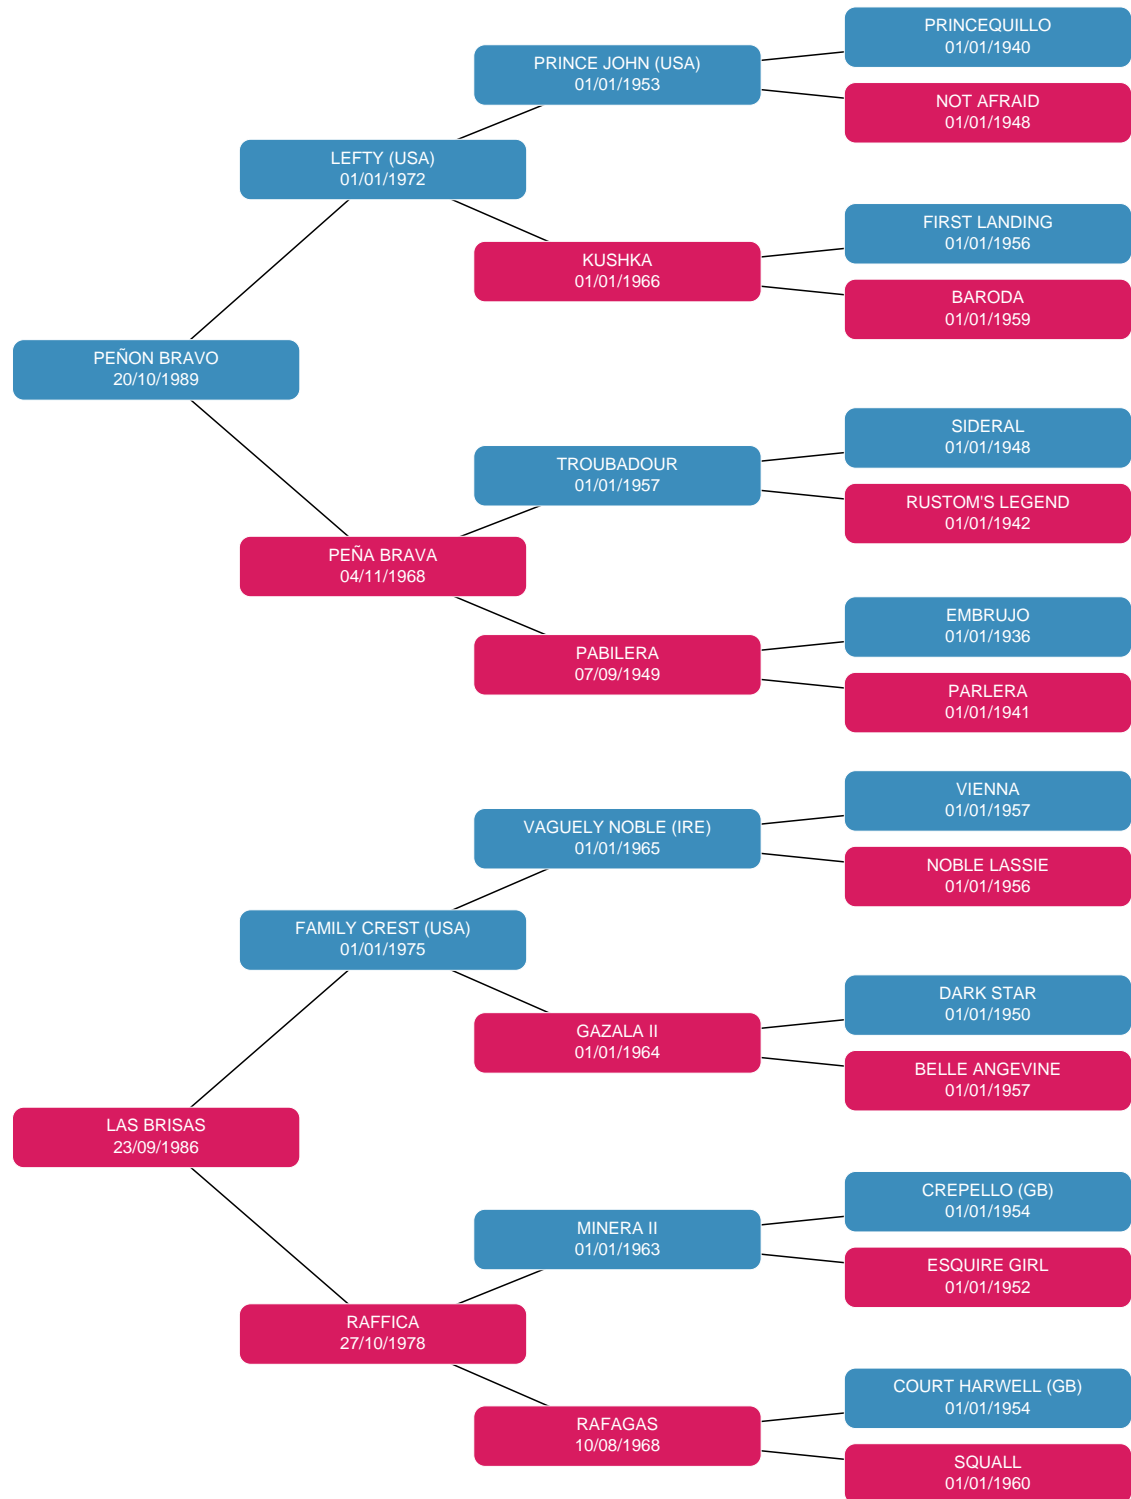 PRINCEQUILLO
01/01/1940
PRINCE JOHN (USA)
01/01/1953
NOT AFRAID
01/01/1948
LEFTY (USA)
01/01/1972
FIRST LANDING
01/01/1956
KUSHKA
01/01/1966
BARODA
01/01/1959
PEÑON BRAVO
20/10/1989
SIDERAL
01/01/1948
TROUBADOUR
01/01/1957
RUSTOM'S LEGEND
01/01/1942
PEÑA BRAVA
04/11/1968
EMBRUJO
01/01/1936
PABILERA
07/09/1949
PARLERA
01/01/1941
VIENNA
01/01/1957
VAGUELY NOBLE (IRE)
01/01/1965
NOBLE LASSIE
01/01/1956
FAMILY CREST (USA)
01/01/1975
DARK STAR
01/01/1950
GAZALA II
01/01/1964
BELLE ANGEVINE
01/01/1957
LAS BRISAS
23/09/1986
CREPELLO (GB)
01/01/1954
MINERA II
01/01/1963
ESQUIRE GIRL
01/01/1952
RAFFICA
27/10/1978
COURT HARWELL (GB)
01/01/1954
RAFAGAS
10/08/1968
SQUALL
01/01/1960